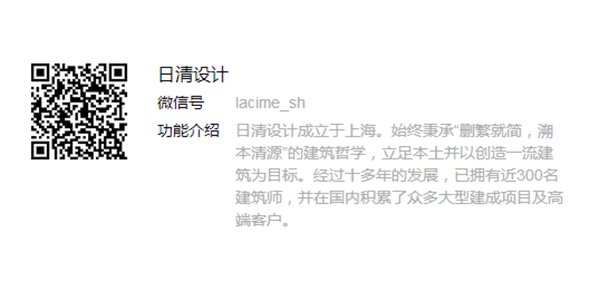 日清设计
微信号 lacime_sh
功能介绍 日清设计成立于上海。始终秉承“删繁就简，溯
本清源”的建筑哲学，立足本土并以创造一流建
筑为目标。经过十多年的发展，已拥有近300名
建筑师，并在国内积累了众多大型建成项目及高
端客户。